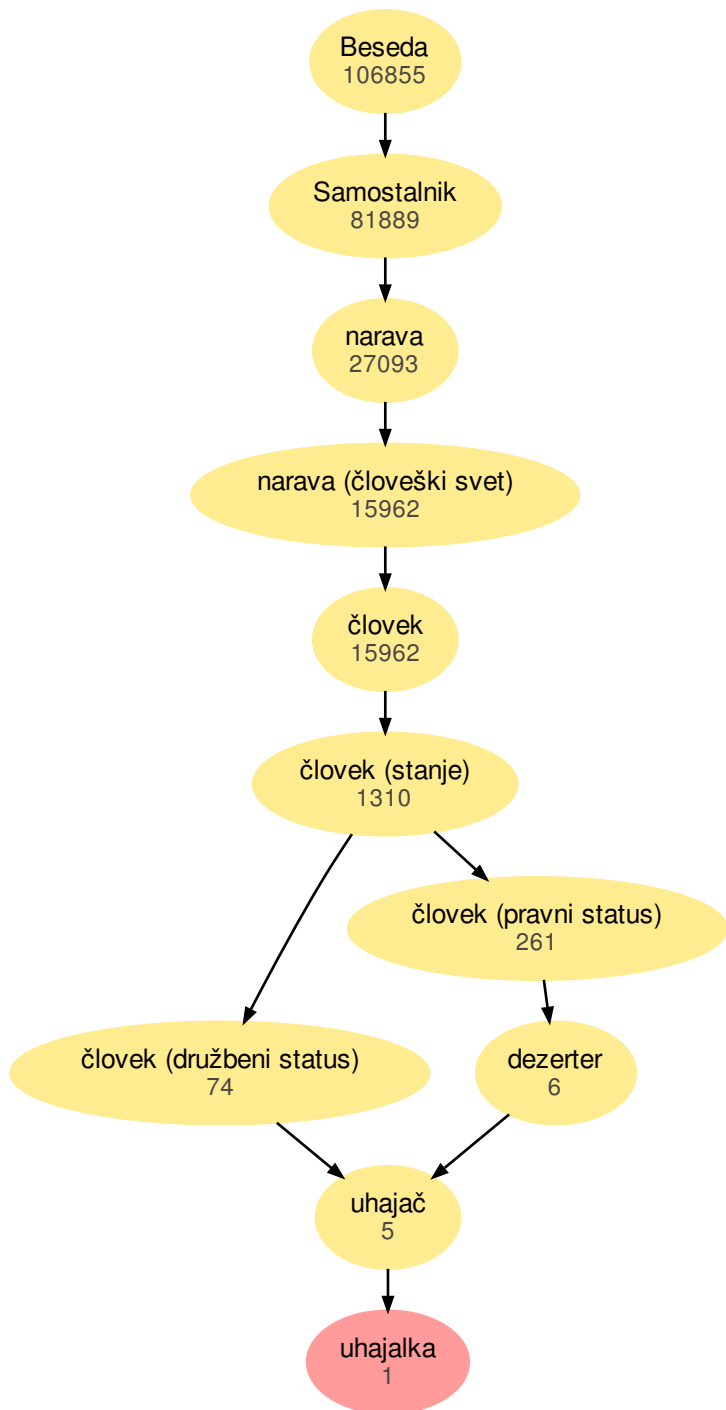 Beseda
106855
Samostalnik
81889
narava
27093
narava (človeški svet)
15962
človek
15962
človek (stanje)
1310
človek (pravni status)
261
človek (družbeni status)
74
dezerter
6
uhajač
5
uhajalka
1